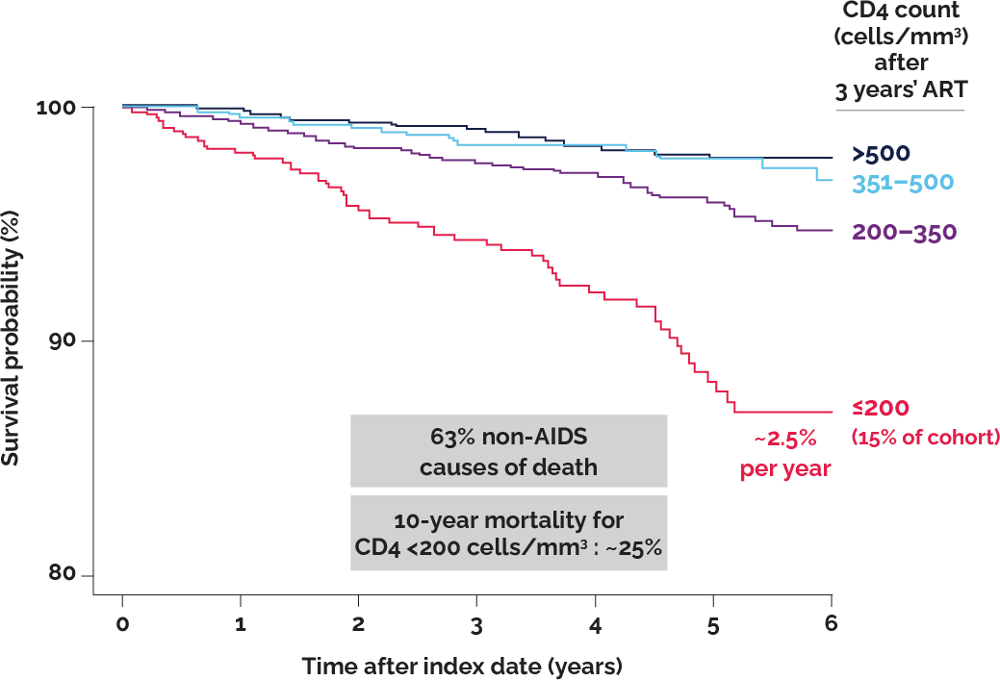 CD4 count
(cells/mm³)
after
3 years' ART
100
90
80
Survival probability (%)
>500
351–500
200–350
≤200
(15% of cohort)
~2.5%
per year
63% non-AIDS
causes of death
10-year mortality for
CD4 <200 cells/mm³ : ~25%
0 1 2 3 4 5 6
Time after index date (years)